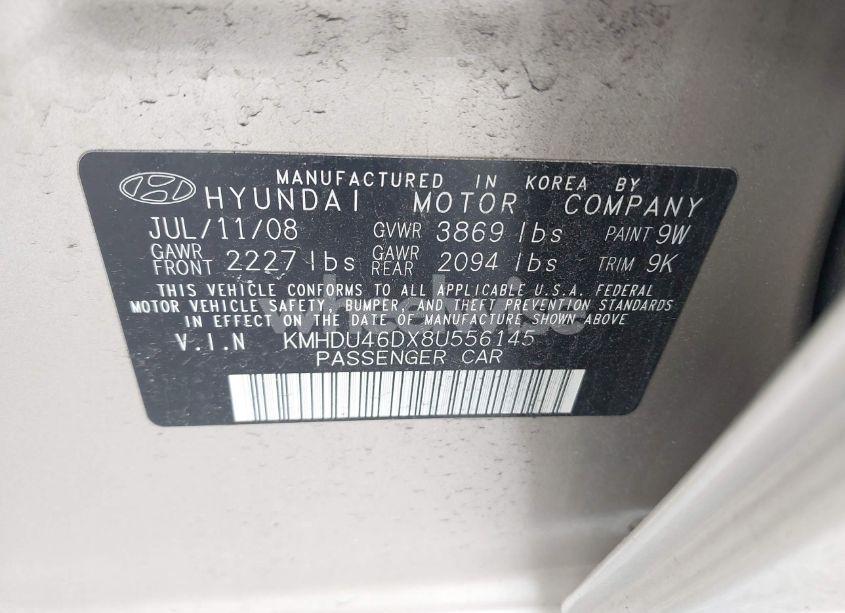 MANUFACTURED IN KOREA BY
HYUNDAI MOTOR COMPANY
JUL/11/08 GVWR 3869 lbs PAINT 9W
GAWR FRONT 2227 lbs GAWR REAR 2094 lbs TRIM 9K
THIS VEHICLE CONFORMS TO ALL APPLICABLE U.S.A. FEDERAL
MOTOR VEHICLE SAFETY, BUMPER, AND THEFT PREVENTION STANDARDS
IN EFFECT ON THE DATE OF MANUFACTURE SHOWN ABOVE
V.I.N KMHDU46DX8U556145
PASSENGER CAR